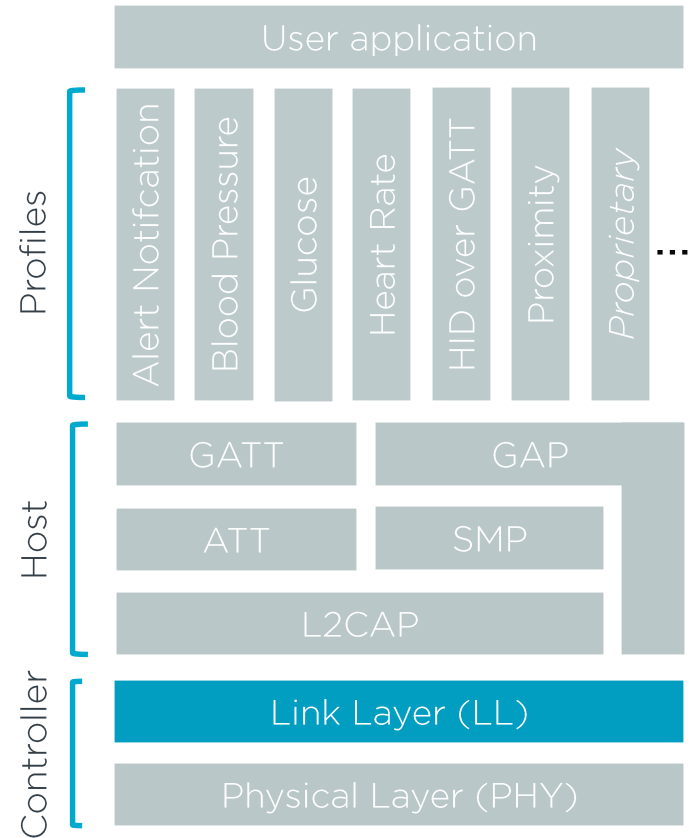 User application
Profiles
Alert Notifcation
Blood Pressure
Glucose
Heart Rate
HID over GATT
Proximity
Proprietary
...
Host
GATT
GAP
ATT
SMP
L2CAP
Controller
Link Layer (LL)
Physical Layer (PHY)